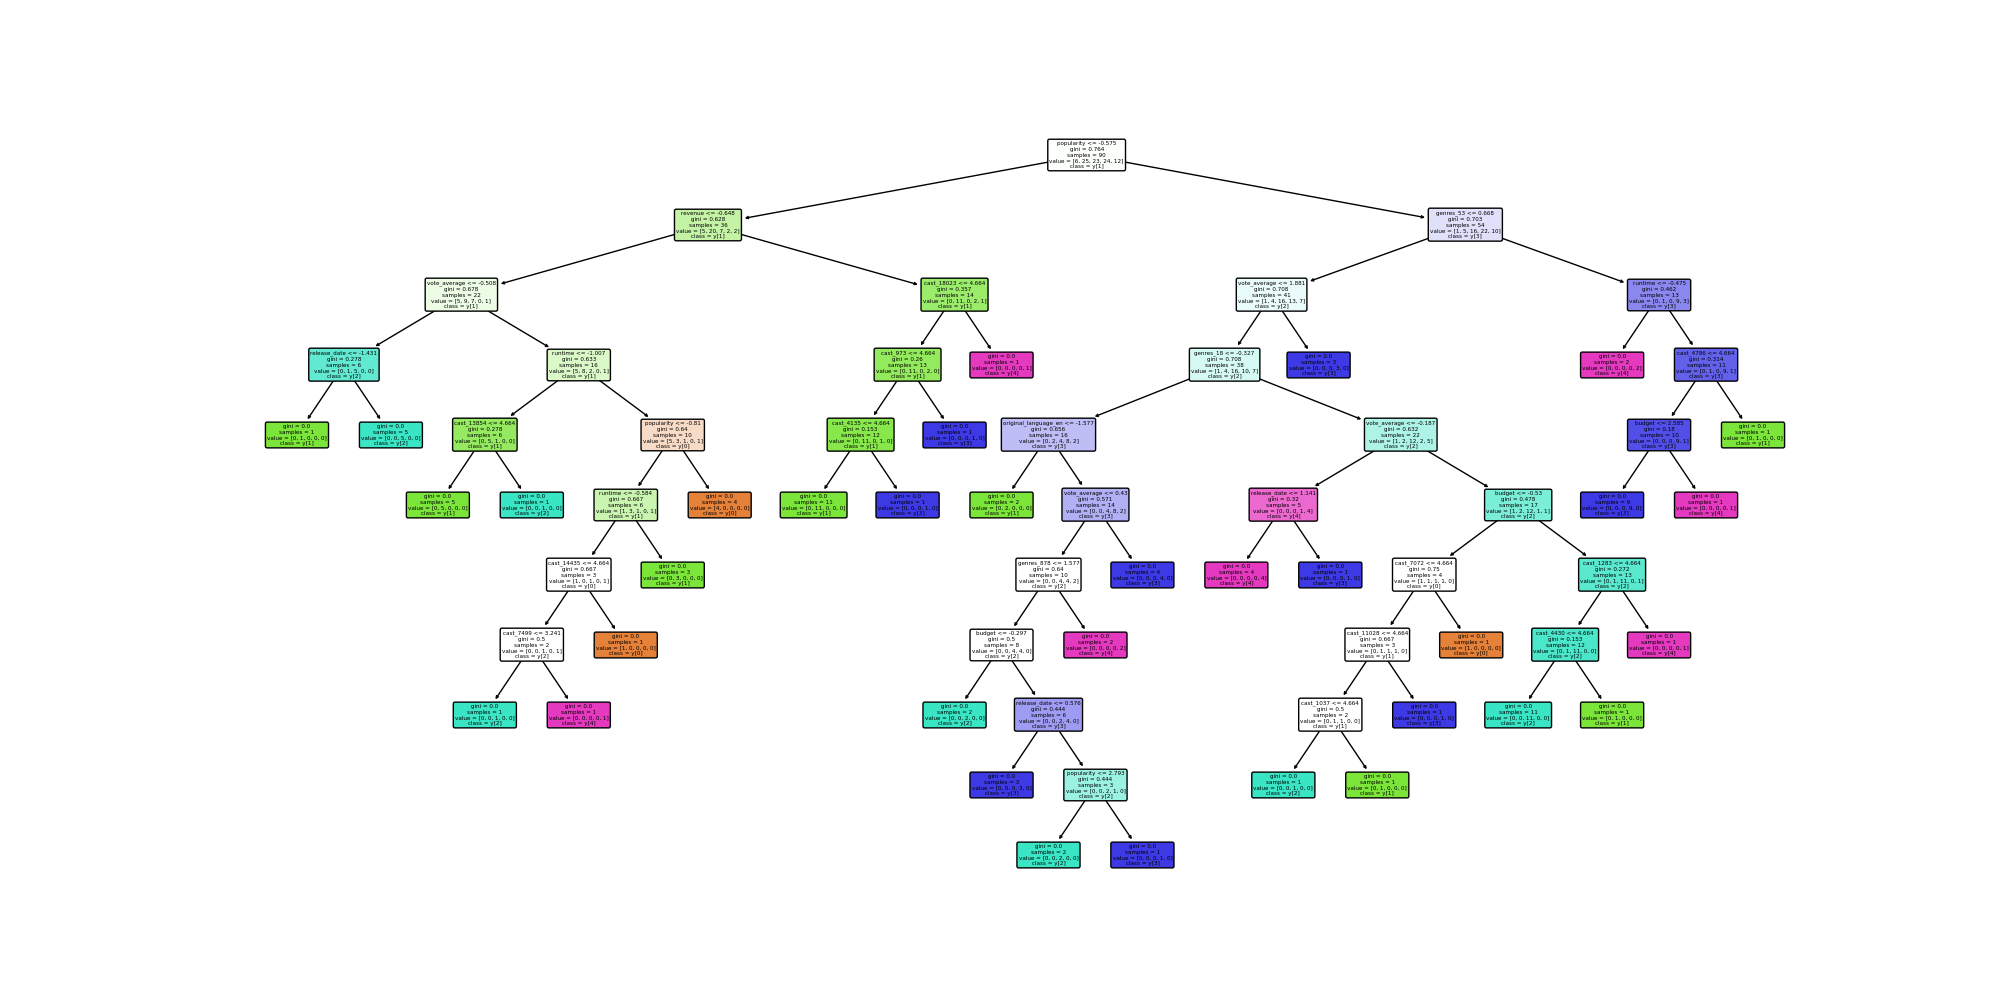 popularity <= -0.575
gini = 0.764
samples = 90
value = [6, 25, 23, 24, 12]
class = y[1]
revenue <= -0.648
gini = 0.628
samples = 36
value = [5, 20, 7, 2, 2]
class = y[1]
genres_53 <= 0.668
gini = 0.703
samples = 54
value = [1, 5, 16, 22, 10]
class = y[3]
vote_average <= -0.508
gini = 0.678
samples = 22
value = [5, 9, 7, 0, 1]
class = y[1]
cast_18023 <= 4.664
gini = 0.357
samples = 14
value = [0, 11, 0, 2, 1]
class = y[1]
vote_average <= 1.881
gini = 0.708
samples = 41
value = [1, 4, 16, 13, 7]
class = y[2]
runtime <= -0.475
gini = 0.462
samples = 13
value = [0, 1, 0, 9, 3]
class = y[3]
release_date <= -1.431
gini = 0.278
samples = 6
value = [0, 1, 5, 0, 0]
class = y[2]
runtime <= -1.007
gini = 0.633
samples = 16
value = [5, 8, 2, 0, 1]
class = y[1]
cast_973 <= 4.664
gini = 0.26
samples = 13
value = [0, 11, 0, 2, 0]
class = y[1]
gini = 0.0
samples = 1
value = [0, 0, 0, 0, 1]
class = y[4]
genres_18 <= -0.327
gini = 0.708
samples = 38
value = [1, 4, 16, 10, 7]
class = y[2]
gini = 0.0
samples = 3
value = [0, 0, 0, 3, 0]
class = y[3]
gini = 0.0
samples = 2
value = [0, 0, 0, 0, 2]
class = y[4]
cast_4786 <= 4.664
gini = 0.314
samples = 11
value = [0, 1, 0, 9, 1]
class = y[3]
gini = 0.0
samples = 1
value = [0, 1, 0, 0, 0]
class = y[1]
gini = 0.0
samples = 5
value = [0, 0, 5, 0, 0]
class = y[2]
cast_13854 <= 4.664
gini = 0.278
samples = 6
value = [0, 5, 1, 0, 0]
class = y[1]
popularity <= -0.81
gini = 0.64
samples = 10
value = [5, 3, 1, 0, 1]
class = y[0]
cast_4135 <= 4.664
gini = 0.153
samples = 12
value = [0, 11, 0, 1, 0]
class = y[1]
gini = 0.0
samples = 1
value = [0, 0, 0, 1, 0]
class = y[3]
original_language_en <= -1.577
gini = 0.656
samples = 16
value = [0, 2, 4, 8, 2]
class = y[3]
vote_average <= -0.187
gini = 0.632
samples = 22
value = [1, 2, 12, 2, 5]
class = y[2]
budget <= 2.585
gini = 0.18
samples = 10
value = [0, 0, 0, 9, 1]
class = y[3]
gini = 0.0
samples = 1
value = [0, 1, 0, 0, 0]
class = y[1]
gini = 0.0
samples = 5
value = [0, 5, 0, 0, 0]
class = y[1]
gini = 0.0
samples = 1
value = [0, 0, 1, 0, 0]
class = y[2]
runtime <= -0.584
gini = 0.667
samples = 6
value = [1, 3, 1, 0, 1]
class = y[1]
gini = 0.0
samples = 4
value = [4, 0, 0, 0, 0]
class = y[0]
gini = 0.0
samples = 11
value = [0, 11, 0, 0, 0]
class = y[1]
gini = 0.0
samples = 1
value = [0, 0, 0, 1, 0]
class = y[3]
gini = 0.0
samples = 2
value = [0, 2, 0, 0, 0]
class = y[1]
vote_average <= 0.43
gini = 0.571
samples = 14
value = [0, 0, 4, 8, 2]
class = y[3]
release_date <= 1.141
gini = 0.32
samples = 5
value = [0, 0, 0, 1, 4]
class = y[4]
budget <= -0.53
gini = 0.478
samples = 17
value = [1, 2, 12, 1, 1]
class = y[2]
gini = 0.0
samples = 9
value = [0, 0, 0, 9, 0]
class = y[3]
gini = 0.0
samples = 1
value = [0, 0, 0, 0, 1]
class = y[4]
cast_14435 <= 4.664
gini = 0.667
samples = 3
value = [1, 0, 1, 0, 1]
class = y[0]
gini = 0.0
samples = 3
value = [0, 3, 0, 0, 0]
class = y[1]
genres_878 <= 1.577
gini = 0.64
samples = 10
value = [0, 0, 4, 4, 2]
class = y[2]
gini = 0.0
samples = 4
value = [0, 0, 0, 4, 0]
class = y[3]
gini = 0.0
samples = 4
value = [0, 0, 0, 0, 4]
class = y[4]
gini = 0.0
samples = 1
value = [0, 0, 0, 1, 0]
class = y[3]
cast_7072 <= 4.664
gini = 0.75
samples = 4
value = [1, 1, 1, 1, 0]
class = y[0]
cast_1283 <= 4.664
gini = 0.272
samples = 13
value = [0, 1, 11, 0, 1]
class = y[2]
cast_7499 <= 3.241
gini = 0.5
samples = 2
value = [0, 0, 1, 0, 1]
class = y[2]
gini = 0.0
samples = 1
value = [1, 0, 0, 0, 0]
class = y[0]
budget <= -0.297
gini = 0.5
samples = 8
value = [0, 0, 4, 4, 0]
class = y[2]
gini = 0.0
samples = 2
value = [0, 0, 0, 0, 2]
class = y[4]
cast_11028 <= 4.664
gini = 0.667
samples = 3
value = [0, 1, 1, 1, 0]
class = y[1]
gini = 0.0
samples = 1
value = [1, 0, 0, 0, 0]
class = y[0]
cast_4430 <= 4.664
gini = 0.153
samples = 12
value = [0, 1, 11, 0, 0]
class = y[2]
gini = 0.0
samples = 1
value = [0, 0, 0, 0, 1]
class = y[4]
gini = 0.0
samples = 1
value = [0, 0, 1, 0, 0]
class = y[2]
gini = 0.0
samples = 1
value = [0, 0, 0, 0, 1]
class = y[4]
gini = 0.0
samples = 2
value = [0, 0, 2, 0, 0]
class = y[2]
release_date <= 0.576
gini = 0.444
samples = 6
value = [0, 0, 2, 4, 0]
class = y[3]
cast_1037 <= 4.664
gini = 0.5
samples = 2
value = [0, 1, 1, 0, 0]
class = y[1]
gini = 0.0
samples = 1
value = [0, 0, 0, 1, 0]
class = y[3]
gini = 0.0
samples = 11
value = [0, 0, 11, 0, 0]
class = y[2]
gini = 0.0
samples = 1
value = [0, 1, 0, 0, 0]
class = y[1]
gini = 0.0
samples = 3
value = [0, 0, 0, 3, 0]
class = y[3]
popularity <= 2.793
gini = 0.444
samples = 3
value = [0, 0, 2, 1, 0]
class = y[2]
gini = 0.0
samples = 1
value = [0, 0, 1, 0, 0]
class = y[2]
gini = 0.0
samples = 1
value = [0, 1, 0, 0, 0]
class = y[1]
gini = 0.0
samples = 2
value = [0, 0, 2, 0, 0]
class = y[2]
gini = 0.0
samples = 1
value = [0, 0, 0, 1, 0]
class = y[3]